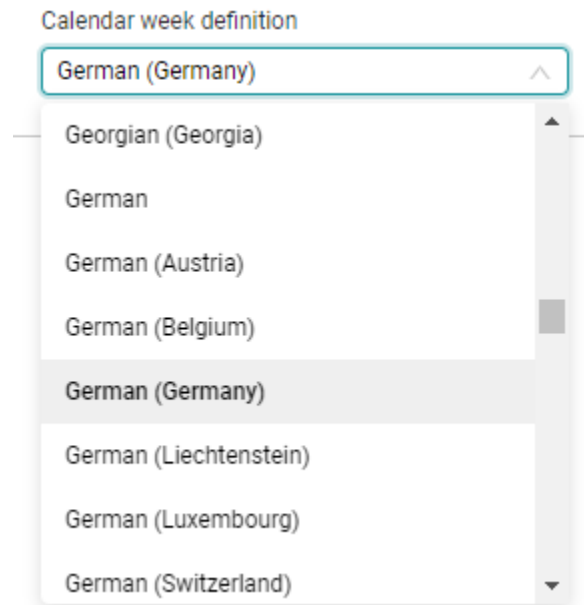 Calendar week definition
German (Germany)
Georgian (Georgia)
German
German (Austria)
German (Belgium)
German (Germany)
German (Liechtenstein)
German (Luxembourg)
German (Switzerland)